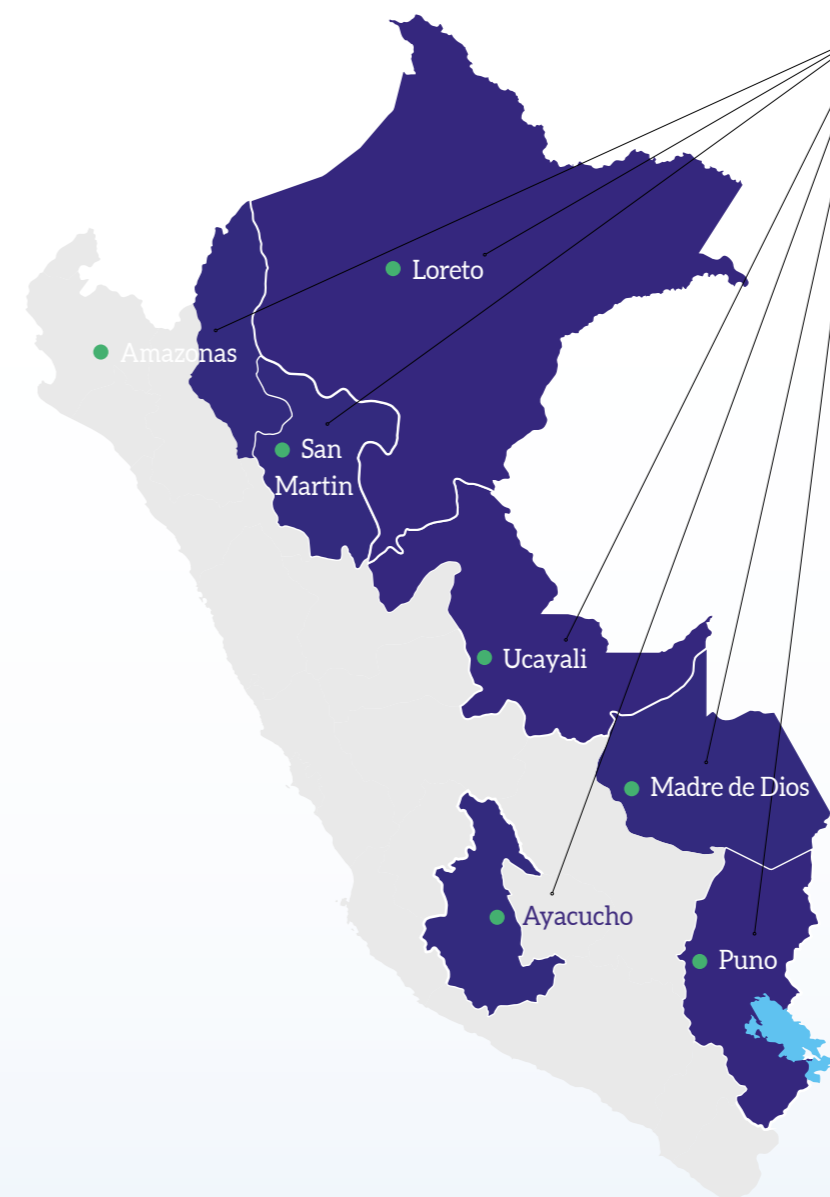 Loreto
Amazonas
San
Martin
Ucayali
Madre de Dios
Ayacucho
Puno